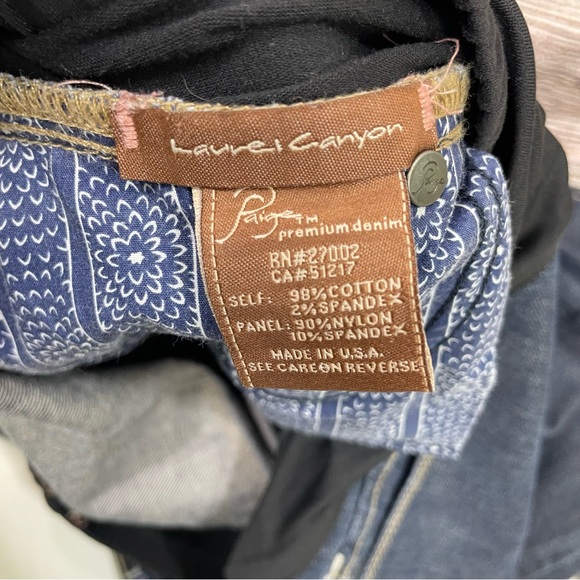 Laurel Canyon
Paige™
premium denim
RN#27002
CA#51217
SELF: 98% COTTON
2% SPANDEX
PANEL: 90% NYLON
10% SPANDEX
MADE IN U.S.A.
SEE CARE ON REVERSE
Paige